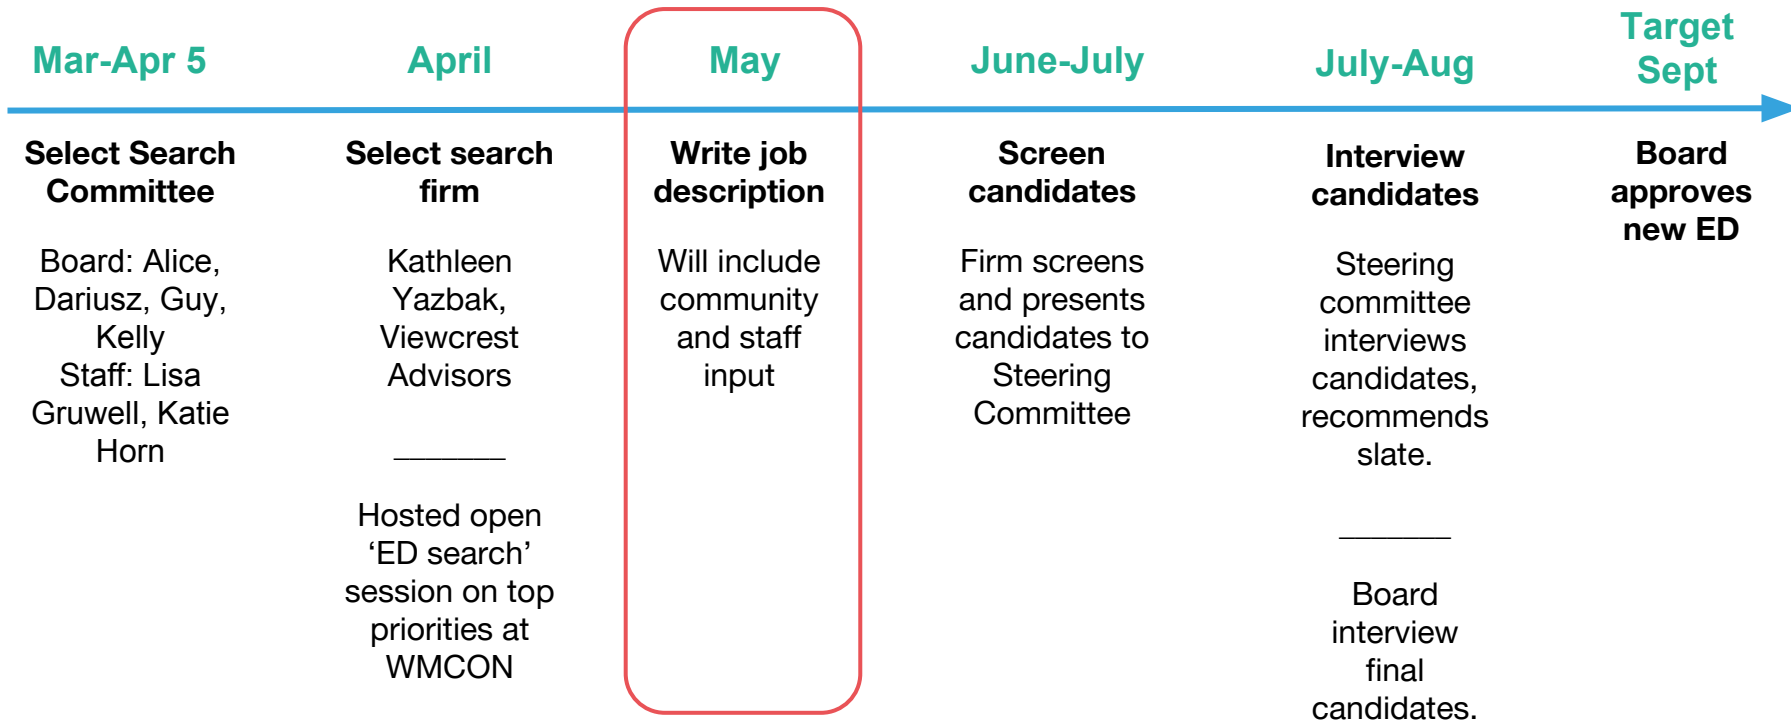 Mar-Apr 5
Select Search
Committee
Board: Alice,
Dariusz, Guy,
Kelly
Staff: Lisa
Gruwell, Katie
Horn
April
Select search
firm
Kathleen
Yazbak,
Viewcrest
Advisors
_______
Hosted open
‘ED search’
session on top
priorities at
WMCON
May
Write job
description
Will include
community
and staff
input
June-July
Screen
candidates
Firm screens
and presents
candidates to
Steering
Committee
July-Aug
Interview
candidates
Steering
committee
interviews
candidates,
recommends
slate.
_______
Board
interview
final
candidates.
Target
Sept
Board
approves
new ED